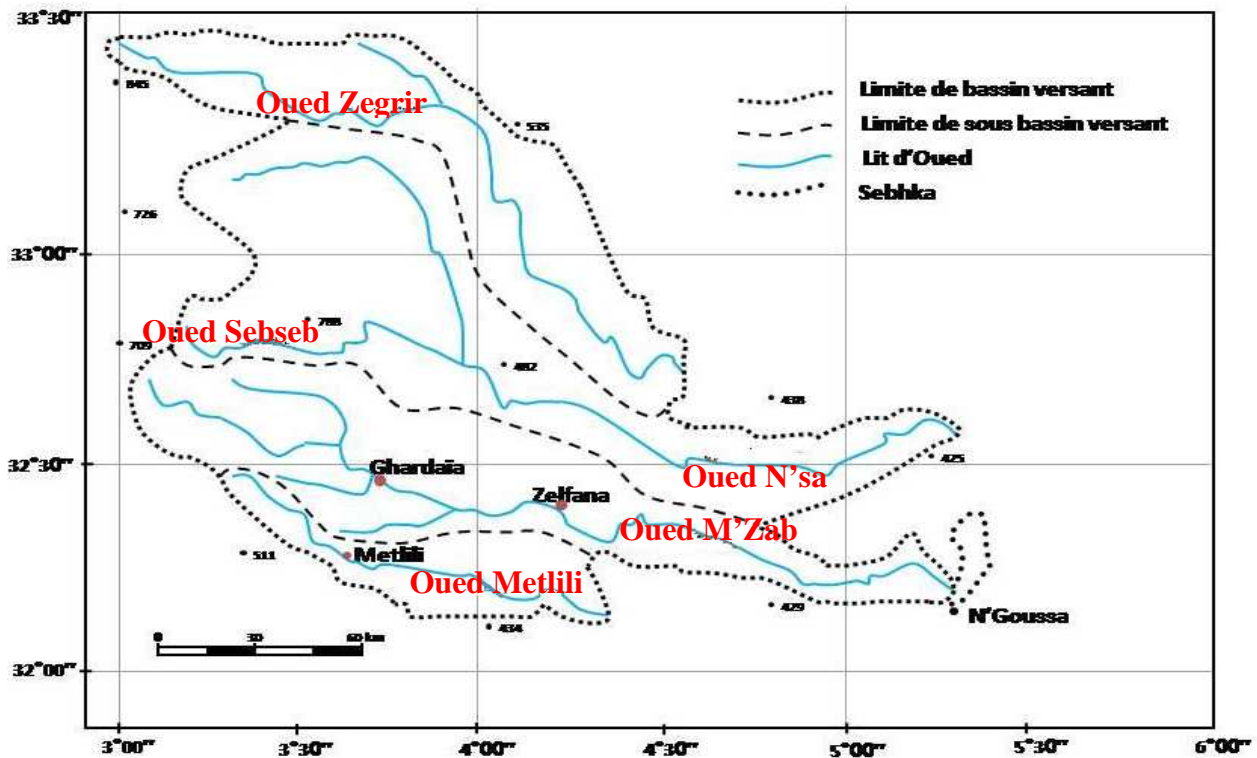 33°30'''
33°00'''
32°30'''
32°00'''
3°00'''
3°30'''
4°00'''
4°30'''
5°00'''
5°30'''
6°00'''
Limite de bassin versant
Limite de sous bassin versant
Lit d'Oued
Sebhka
Oued Zegrir
845
535
726
Oued Sebseb
788
709
482
438
Oued N'sa
425
Ghardaïa
Zelfana
Oued M'Zab
Metlili
511
Oued Metlili
429
N'Goussa
434
0 30 60 km